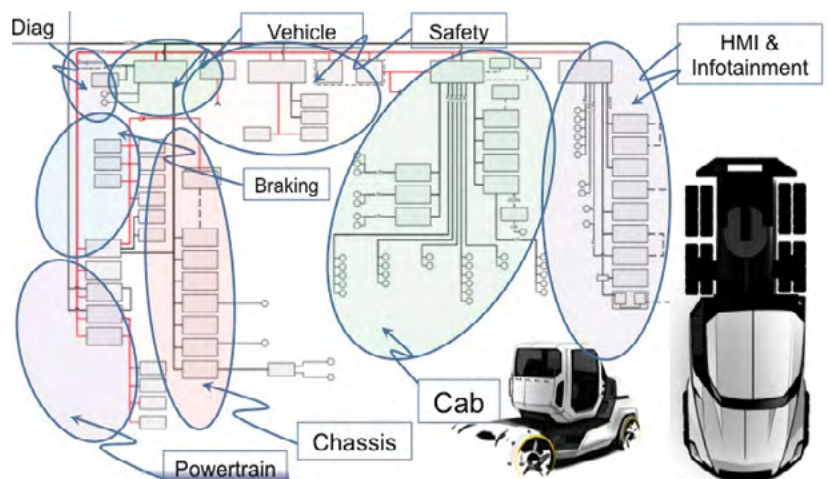 Diag
Vehicle
Safety
HMI &
Infotainment
Braking
Cab
Chassis
Powertrain